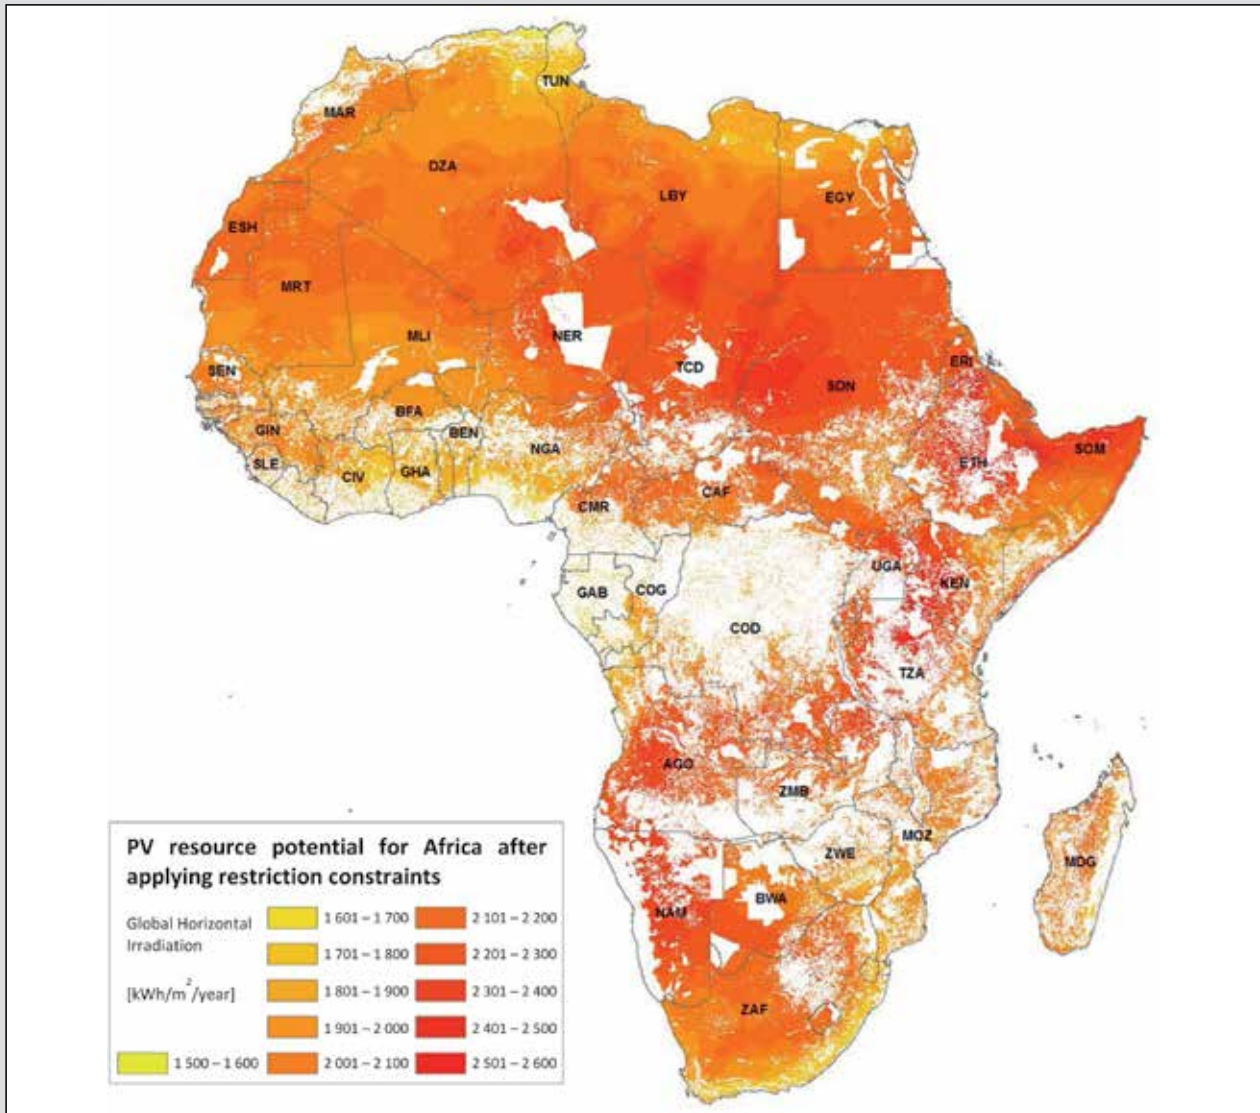 TUN
MAR
DZA
LBY
EGY
ESH
MRT
MLI
NER
TCD
SDN
ERI
SEN
BFA
BEN
GIN
NGA
SLE
CIV
GHA
ETH
SOM
CAF
CMR
UGA
KEN
GAB
COG
COD
TZA
AGO
ZMB
MOZ
ZWE
MDG
BWA
NAM
ZAF
PV resource potential for Africa after
applying restriction constraints
Global Horizontal
Irradiation
[kWh/m²/year]
1 601 – 1 700
1 701 – 1 800
1 801 – 1 900
1 901 – 2 000
1 500 – 1 600
2 001 – 2 100
2 101 – 2 200
2 201 – 2 300
2 301 – 2 400
2 401 – 2 500
2 501 – 2 600